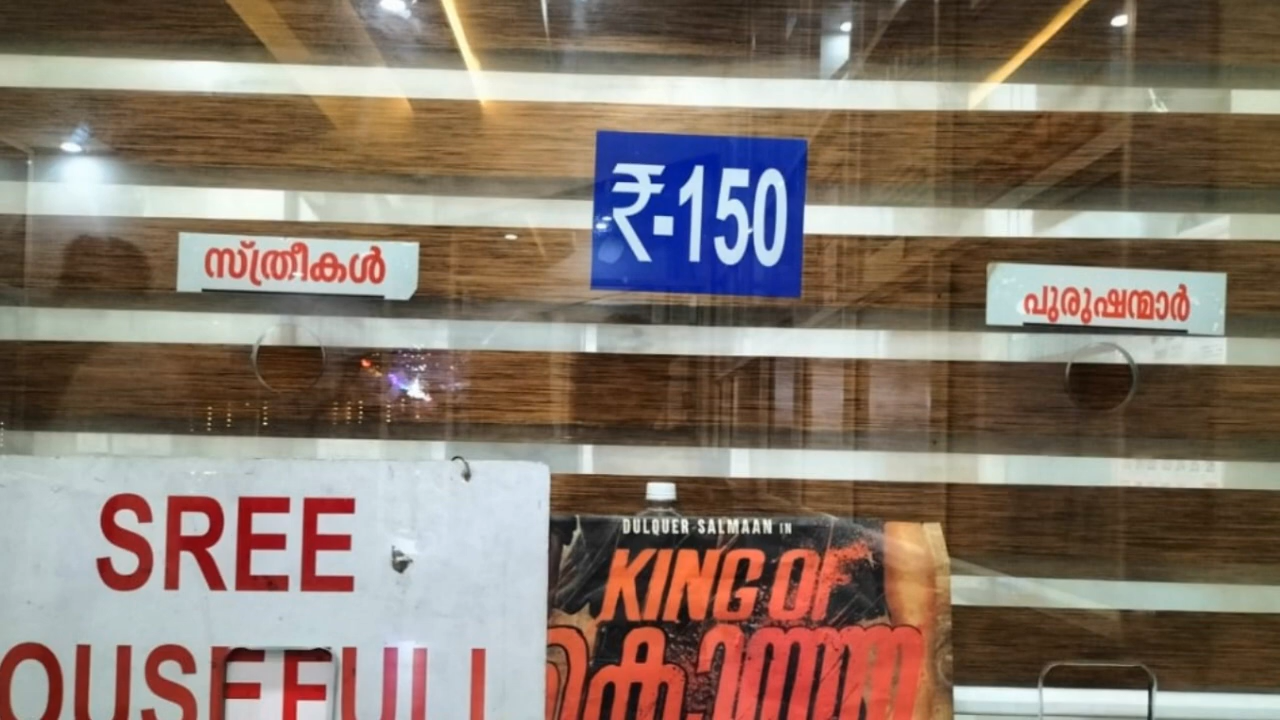 ₹-150
സ്ത്രീകൾ
പുരുഷന്മാർ
SREE
OUSEFULL
DULQUER SALMAAN IN
KING OF
കൊത്ത